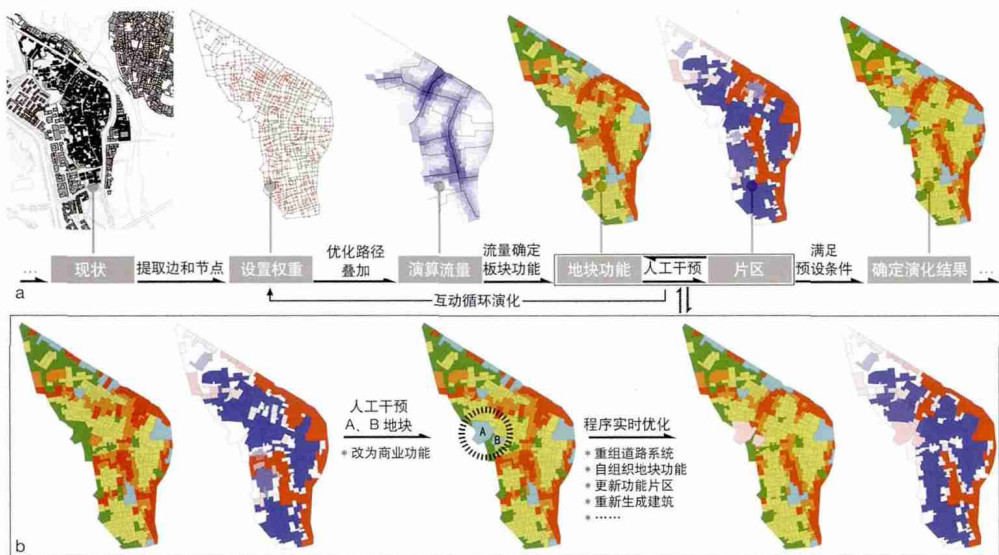 …
现状
提取边和节点
设置权重
优化路径
叠加
演算流量
流量确定
板块功能
地块功能
人工干预
片区
满足
预设条件
确定演化结果
…
a
互动循环演化
人工干预
A、B 地块
* 改为商业功能
A
B
程序实时优化
* 重组道路系统
* 自组织地块功能
* 更新功能片区
* 重新生成建筑
* ……
b